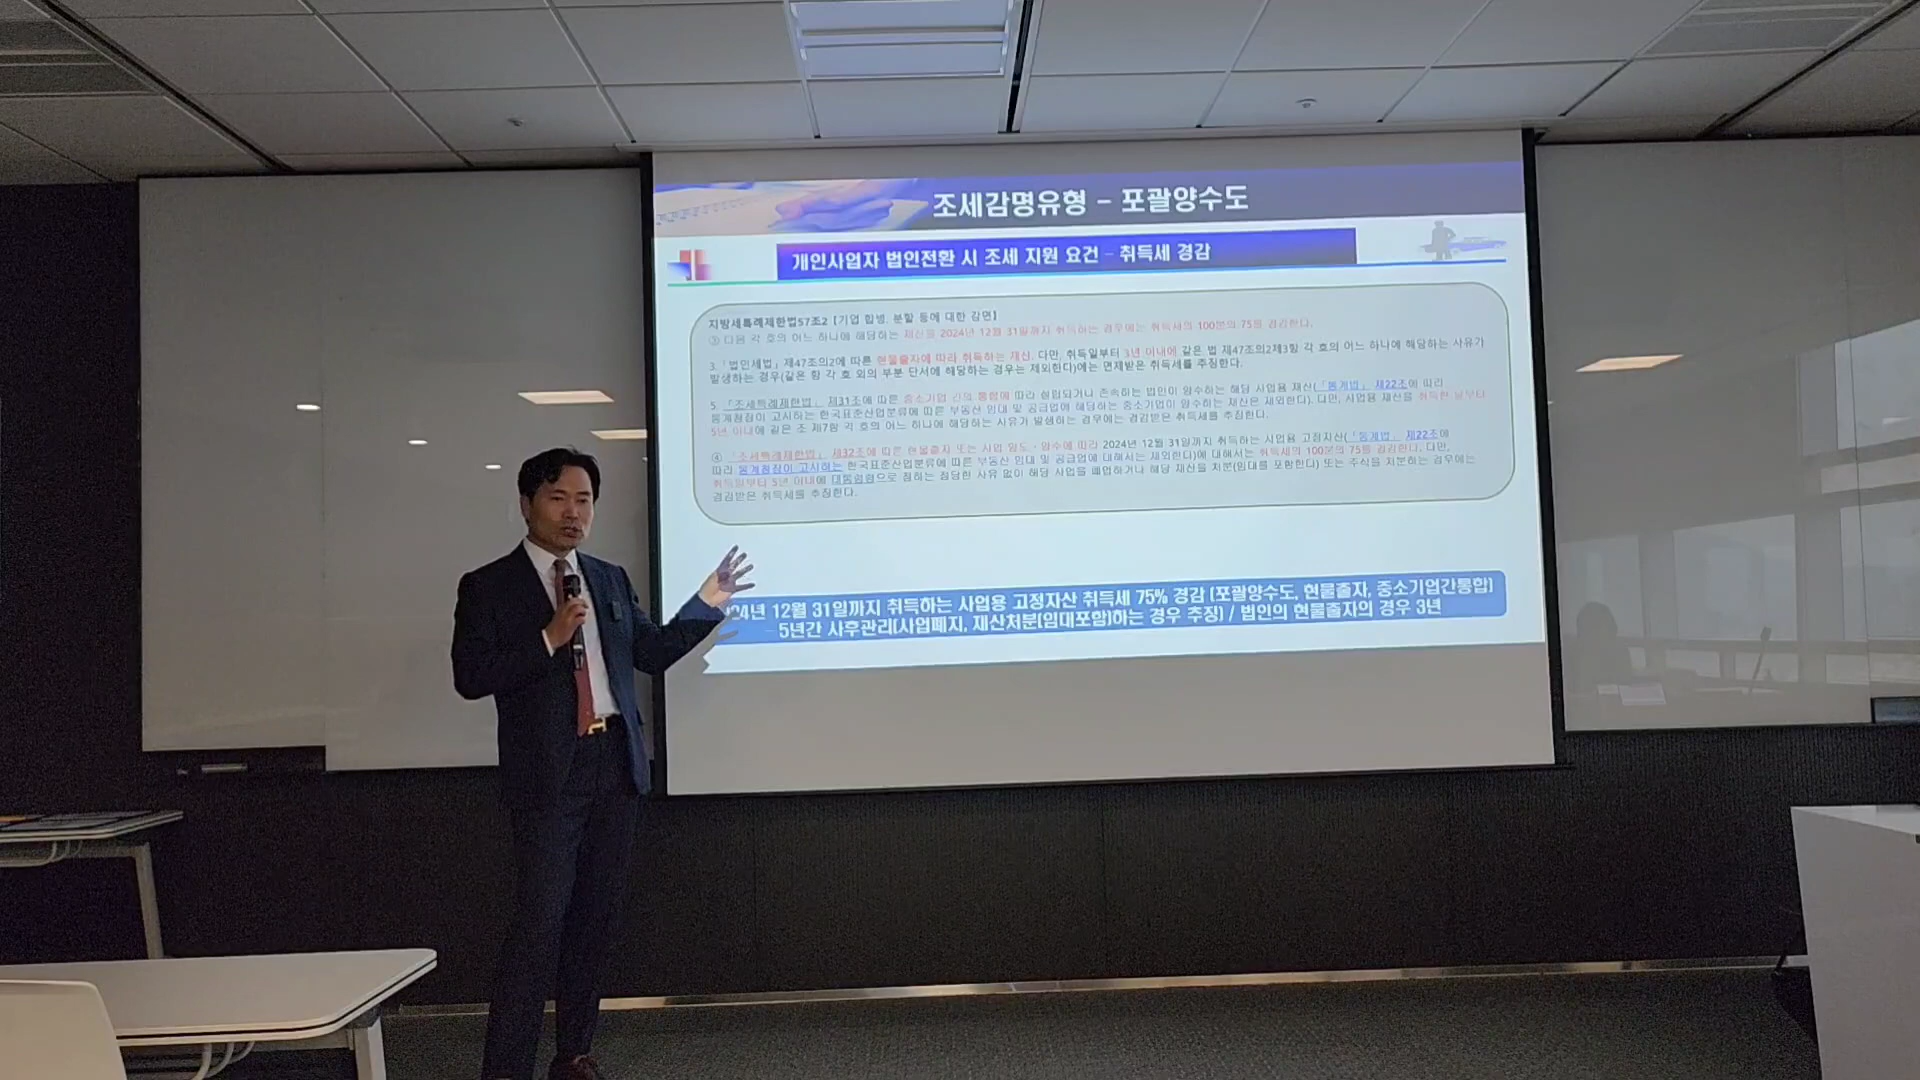 조세감면유형 – 포괄양수도
개인사업자 법인전환 시 조세 지원 요건 – 취득세 경감
지방세특례제한법57조2 [기업 합병, 분할 등에 대한 감면]
③ 다음 각 호의 어느 하나에 해당하는 재산을 2024년 12월 31일까지 취득하는 경우에는 취득세의 100분의 75를 경감한다.
3. 「법인세법」 제47조의2에 따른 현물출자에 따라 취득하는 재산. 다만, 취득일부터 3년 이내에 같은 법 제47조의2제3항 각 호의 어느 하나에 해당하는 사유가
발생하는 경우(같은 항 각 호 외의 부분 단서에 해당하는 경우는 제외한다)에는 면제받은 취득세를 추징한다.
5. 「조세특례제한법」 제31조에 따른 중소기업 간의 통합에 따라 설립되거나 존속하는 법인이 양수하는 해당 사업용 재산(「통계법」 제22조에 따라
통계청장이 고시하는 한국표준산업분류에 따른 부동산 임대 및 공급업에 해당하는 중소기업이 양수하는 재산은 제외한다). 다만, 사업용 재산을 취득한 날부터
5년 이내에 같은 조 제7항 각 호의 어느 하나에 해당하는 사유가 발생하는 경우에는 경감받은 취득세를 추징한다.
④ 「조세특례제한법」 제32조에 따른 현물출자 또는 사업 양도ㆍ양수에 따라 2024년 12월 31일까지 취득하는 사업용 고정자산(「통계법」 제22조에
따라 통계청장이 고시하는 한국표준산업분류에 따른 부동산 임대 및 공급업에 대해서는 제외한다)에 대해서는 취득세의 100분의 75를 경감한다. 다만,
취득일부터 5년 이내에 대통령령으로 정하는 정당한 사유 없이 해당 사업을 폐업하거나 해당 재산을 처분(임대를 포함한다) 또는 주식을 처분하는 경우에는
경감받은 취득세를 추징한다.
24년 12월 31일까지 취득하는 사업용 고정자산 취득세 75% 경감 (포괄양수도, 현물출자, 중소기업간통합)
- 5년간 사후관리(사업폐지, 재산처분(임대포함)하는 경우 추징) / 법인의 현물출자의 경우 3년